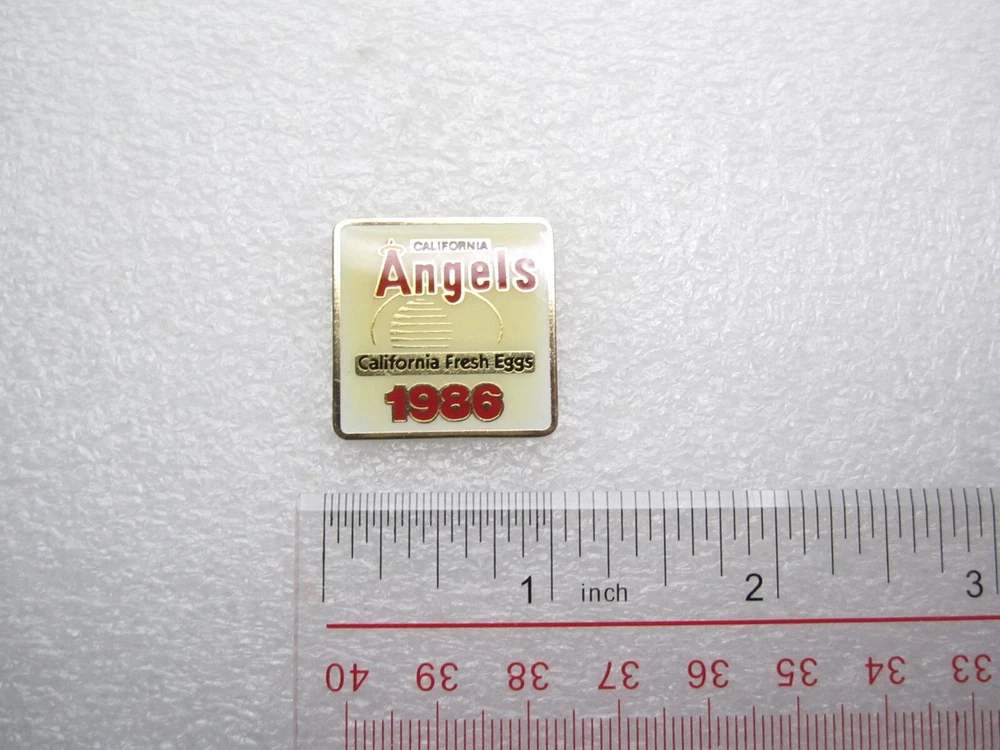 CALIFORNIA
Angels
California Fresh Eggs
1986
1 inch 2 3
40 39 38 37 36 35 34 33